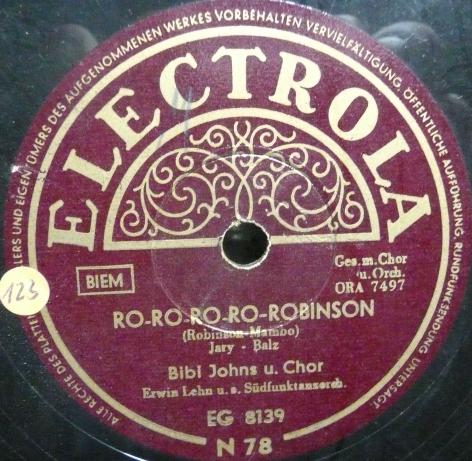 ALLE RECHTE DES PLATTENHERSTELLERS UND EIGENTÜMERS DES AUFGENOMMENEN WERKES VORBEHALTEN VERVIELFÄLTIGUNG, ÖFFENTLICHE AUFFÜHRUNG, RUNDFUNKSENDUNG UNTERSAGT.
ELECTROLA
Ges. m. Chor
u. Orch.
ORA 7497
BIEM
123
RO-RO-RO-RO-ROBINSON
(Robinson-Mambo)
Jary - Balz
Bibi Johns u. Chor
Erwin Lehn u. s. Südfunktanzorch.
EG 8139
N 78